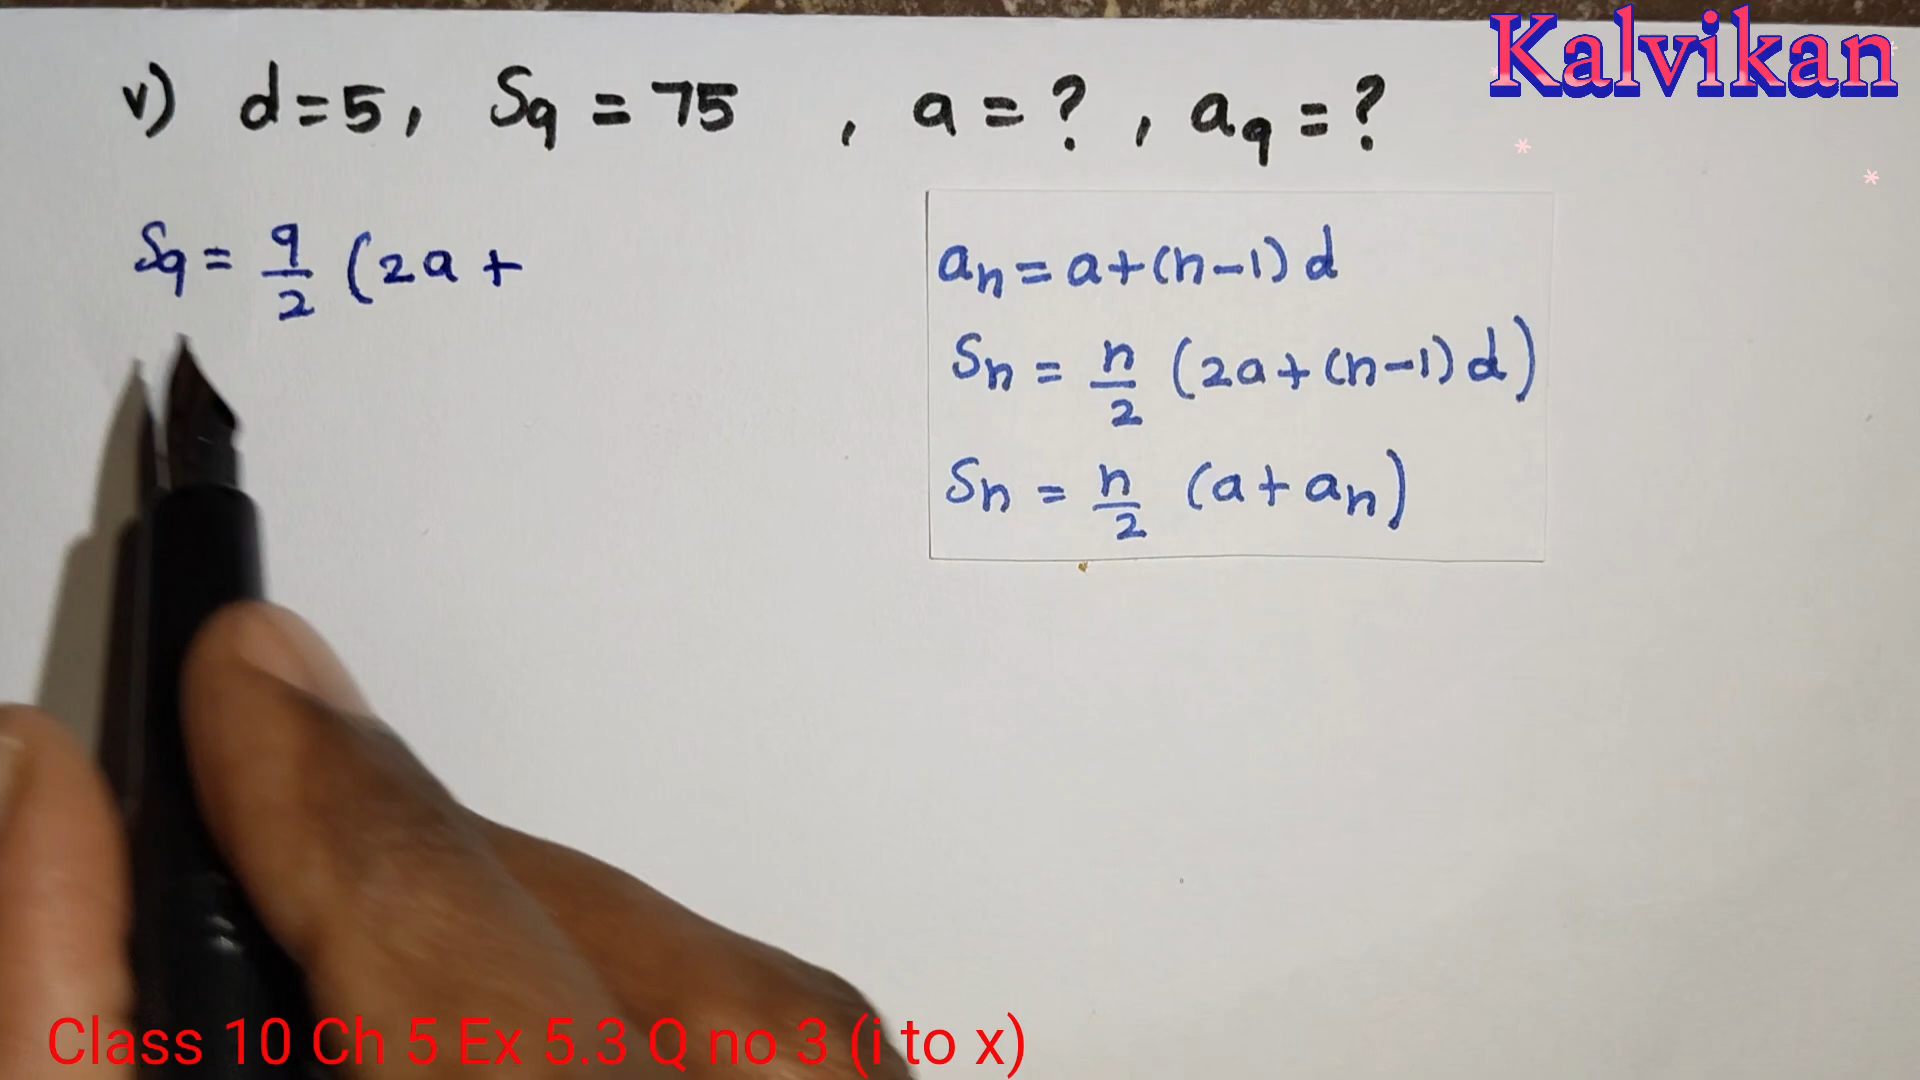 Kalvikan
v) d=5, S₉ = 75 , a = ? , a₉ = ?
S₉ = 9/2 (2a +
aₙ = a+(n-1)d
Sₙ = n/2 (2a+(n-1)d)
Sₙ = n/2 (a+aₙ)
Class 10 Ch 5 Ex 5.3 Q no 3 (i to x)